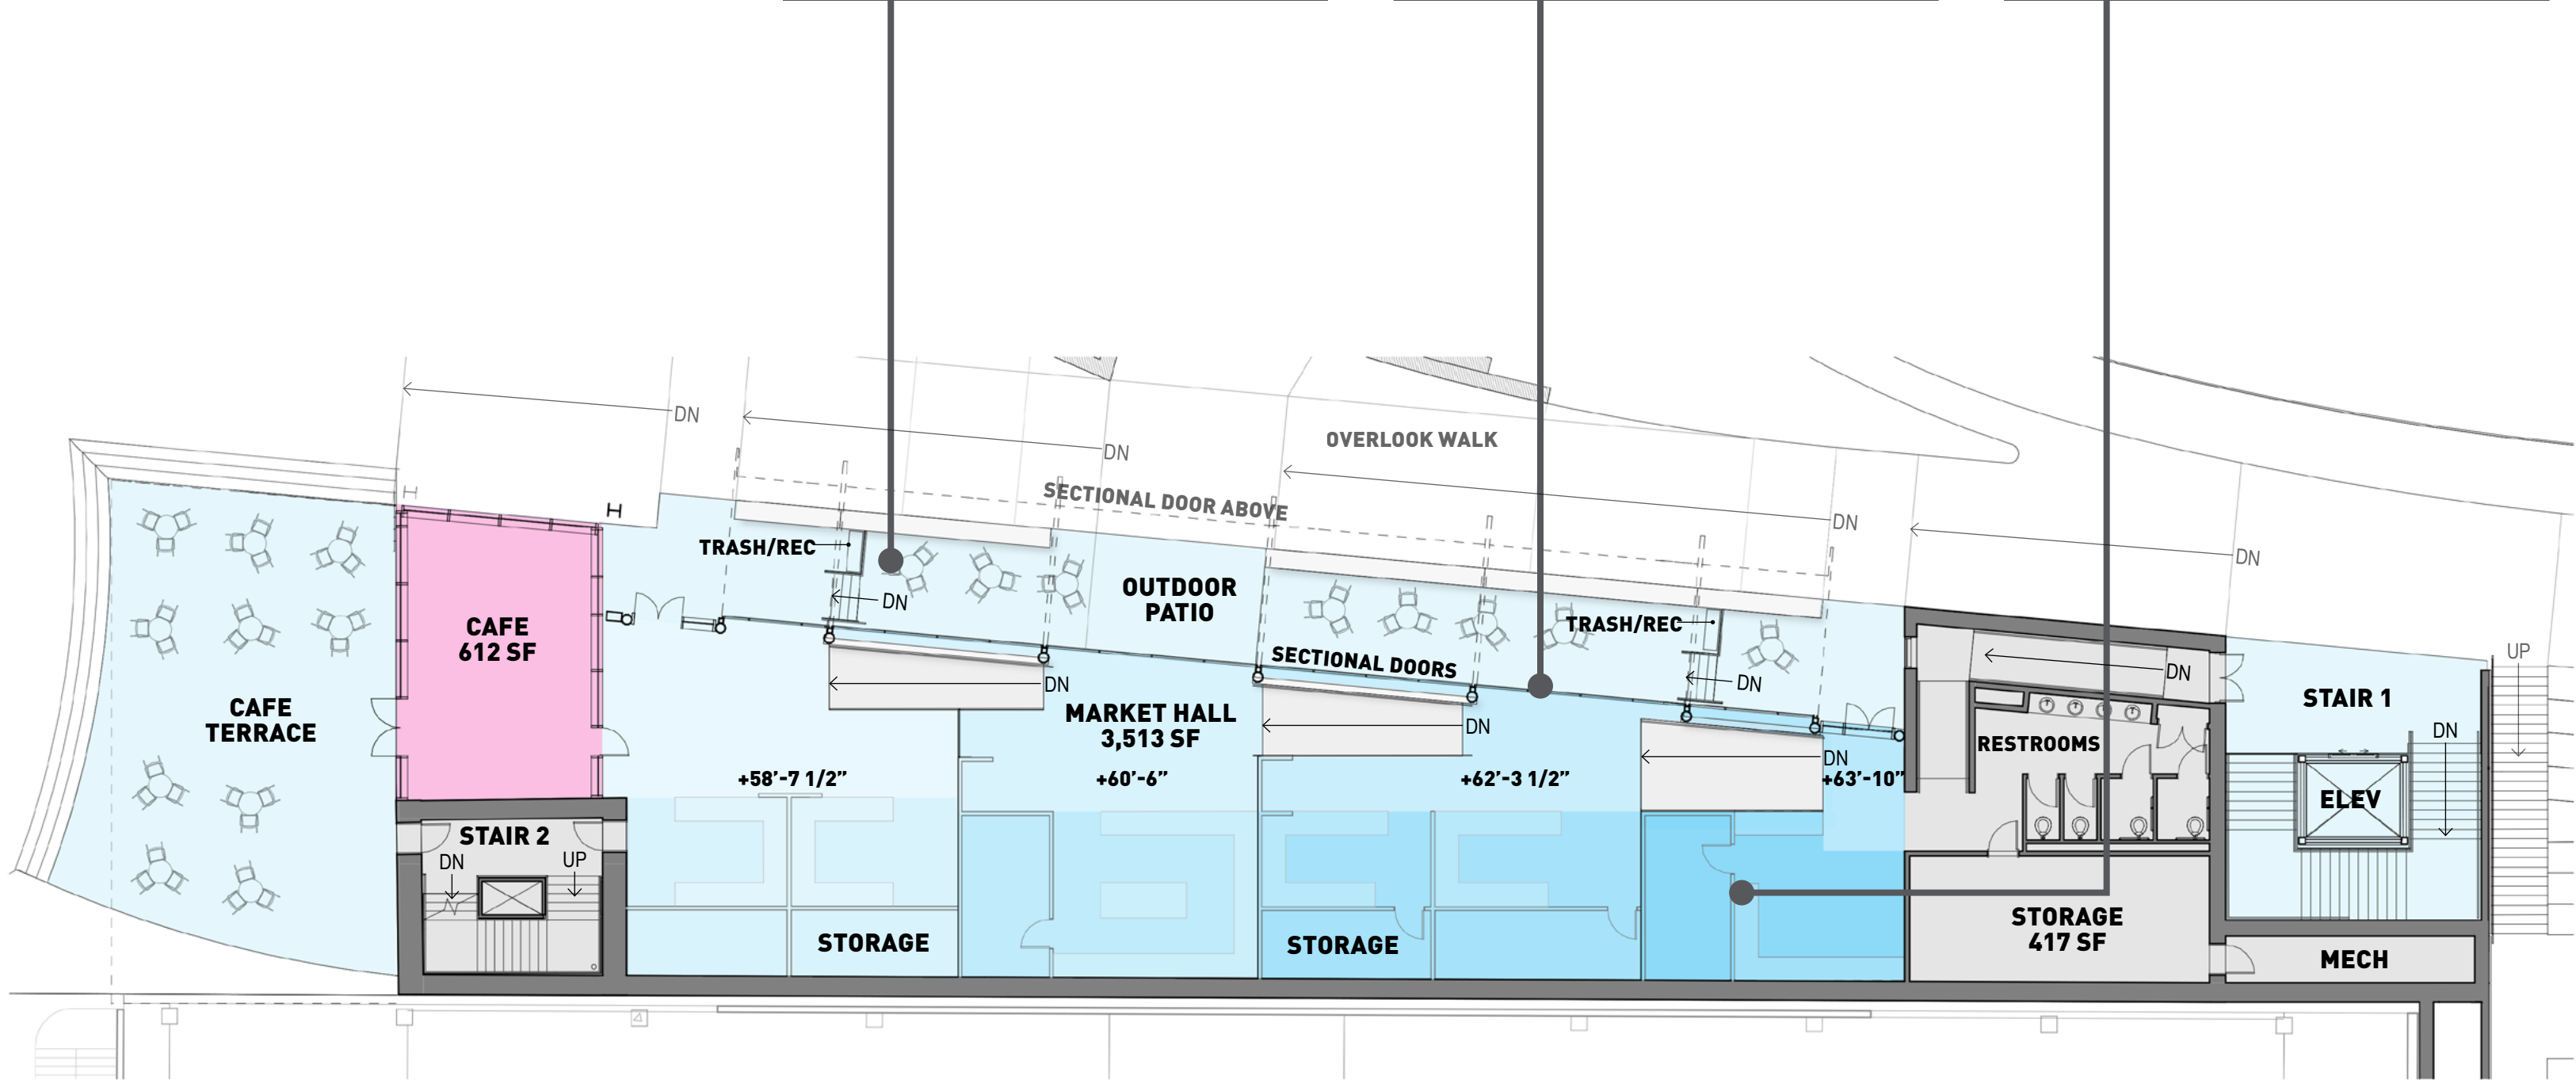 DN
DN
OVERLOOK WALK
SECTIONAL DOOR ABOVE
DN
DN
TRASH/REC
DN
OUTDOOR
PATIO
TRASH/REC
CAFE
612 SF
SECTIONAL DOORS
DN
UP
DN
DN
STAIR 1
CAFE
TERRACE
MARKET HALL
3,513 SF
DN
DN
RESTROOMS
DN
+58’-7 1/2”
+60’-6”
+62’-3 1/2”
+63’-10”
ELEV
STAIR 2
DN
UP
STORAGE
STORAGE
STORAGE
417 SF
MECH